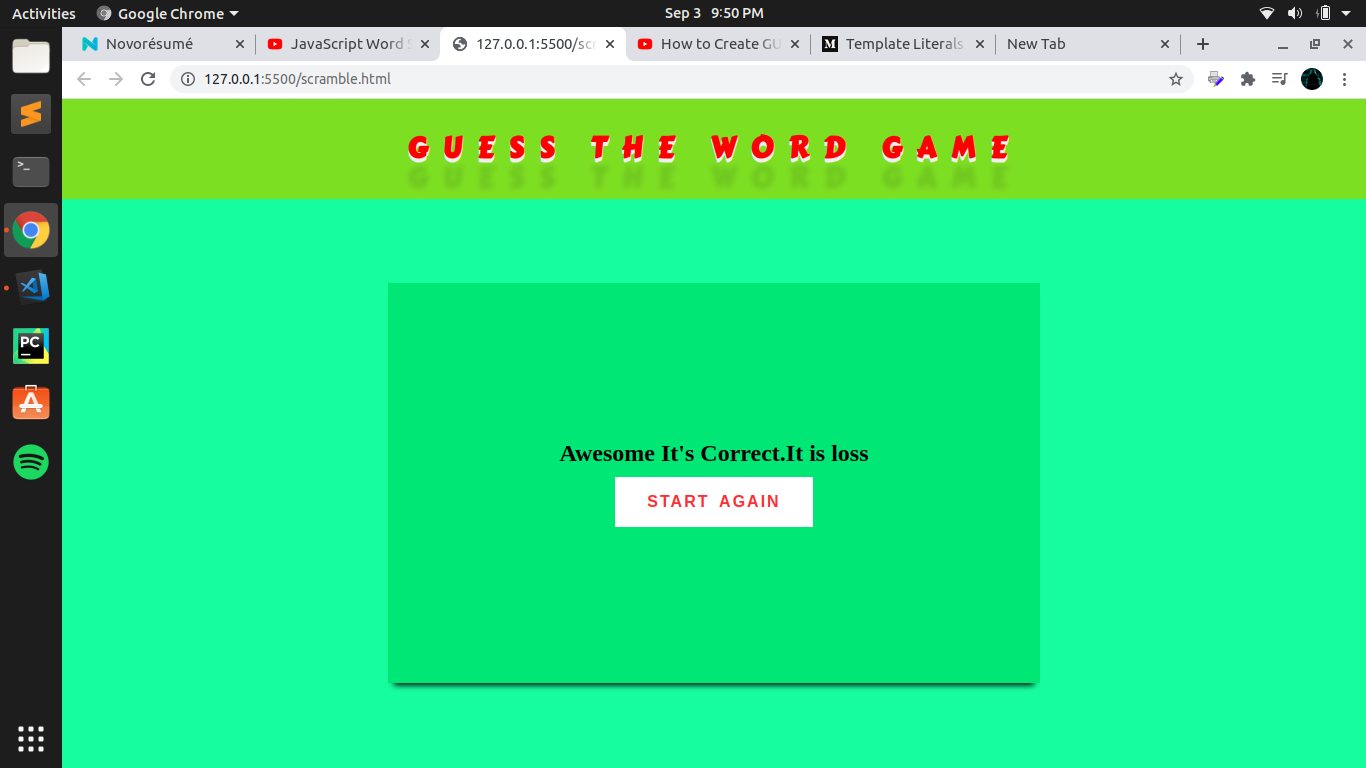 Activities Google Chrome Sep 3 9:50 PM
Novorésumé JavaScript Word 127.0.0.1:5500/scr How to Create GU Template Literals New Tab
127.0.0.1:5500/scramble.html
GUESS THE WORD GAME
Awesome It's Correct.It is loss
START AGAIN
>_
PC